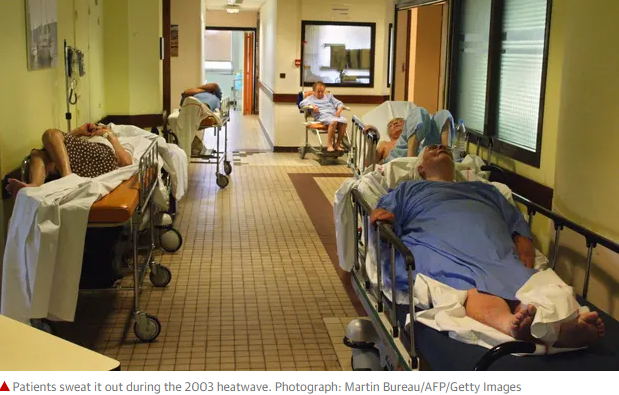 Patients sweat it out during the 2003 heatwave. Photograph: Martin Bureau/AFP/Getty Images